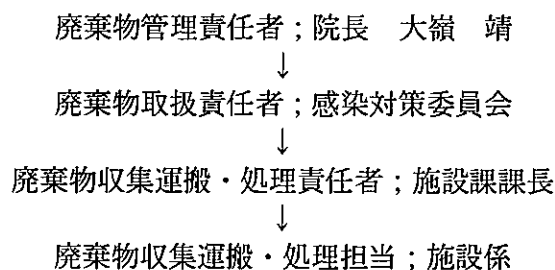 廃棄物管理責任者；院長　大嶺　靖
↓
廃棄物取扱責任者；感染対策委員会
↓
廃棄物収集運搬・処理責任者；施設課課長
↓
廃棄物収集運搬・処理担当；施設係